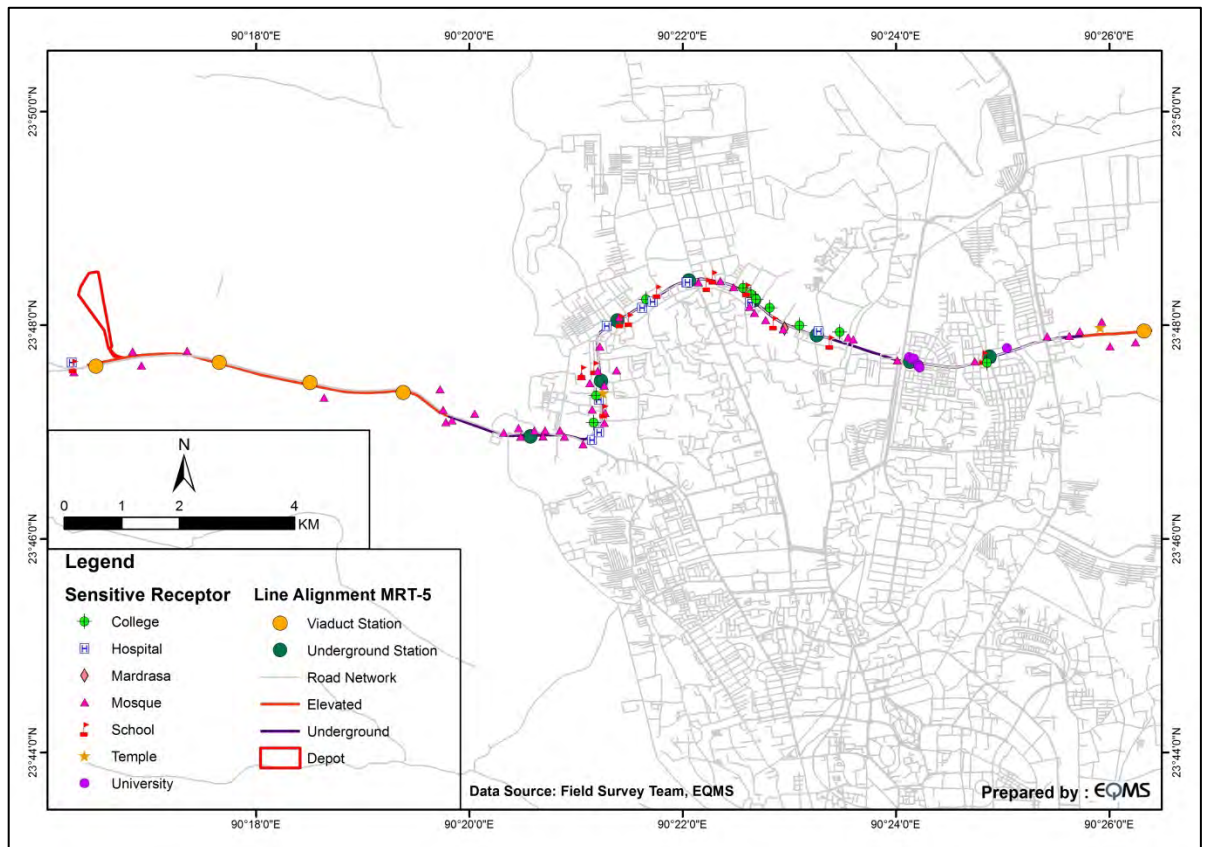 90°18'0"E 90°20'0"E 90°22'0"E 90°24'0"E 90°26'0"E
23°50'0"N 23°50'0"N
23°48'0"N 23°48'0"N
N
0 1 2 4
KM
23°46'0"N
Legend
Sensitive Receptor Line Alignment MRT-5
College Viaduct Station
Hospital Underground Station
Mardrasa Road Network
Mosque Elevated
School Underground
Temple Depot
University
23°44'0"N 23°44'0"N
Data Source: Field Survey Team, EQMS Prepared by : EQMS
23°46'0"N
90°18'0"E 90°20'0"E 90°22'0"E 90°24'0"E 90°26'0"E